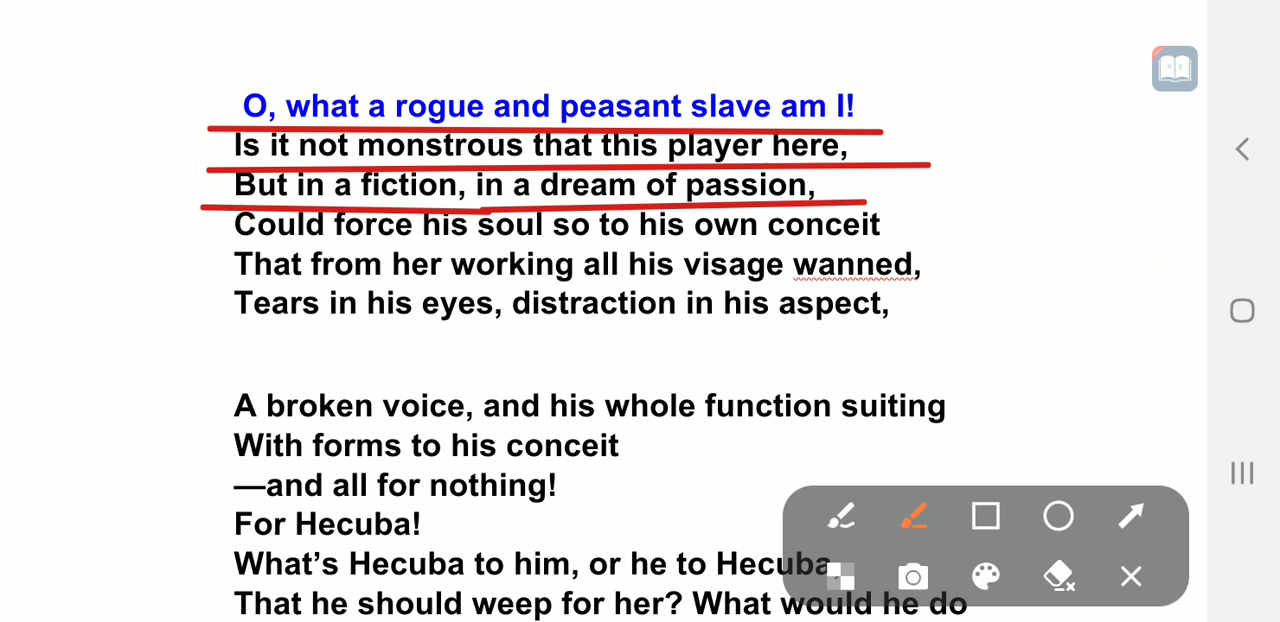 O, what a rogue and peasant slave am I!
Is it not monstrous that this player here,
But in a fiction, in a dream of passion,
Could force his soul so to his own conceit
That from her working all his visage wanned,
Tears in his eyes, distraction in his aspect,
A broken voice, and his whole function suiting
With forms to his conceit
—and all for nothing!
For Hecuba!
What’s Hecuba to him, or he to Hecuba,
That he should weep for her? What would he do